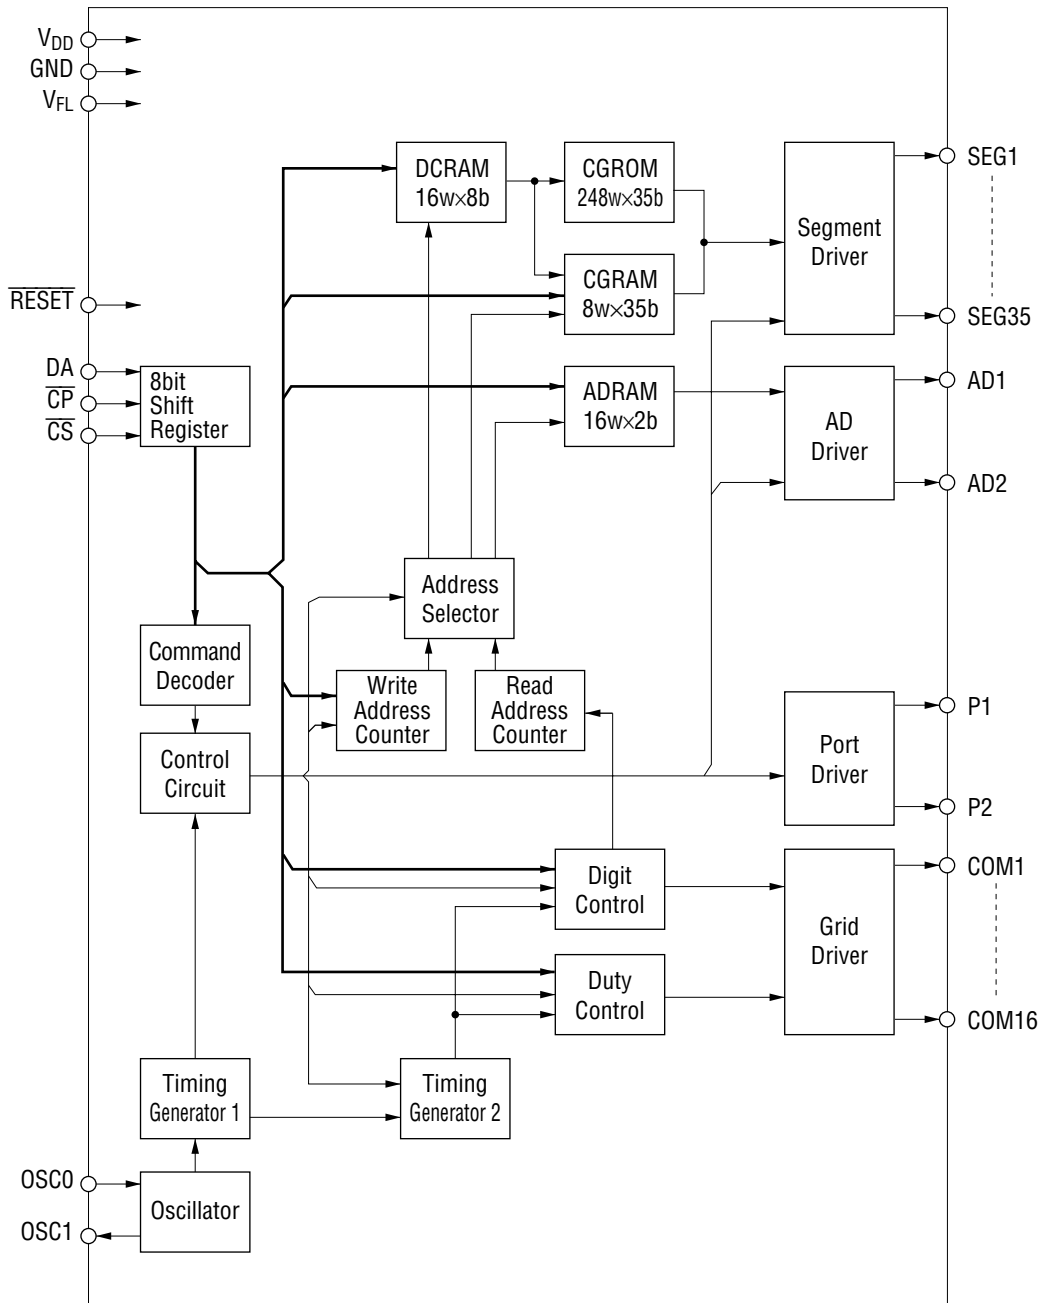 VDD
GND
VFL
RESET
DA
CP
CS
8bit
Shift
Register
DCRAM
16w×8b
CGROM
248w×35b
CGRAM
8w×35b
ADRAM
16w×2b
Segment
Driver
SEG1
SEG35
AD
Driver
AD1
AD2
Address
Selector
Command
Decoder
Write
Address
Counter
Read
Address
Counter
Control
Circuit
Port
Driver
P1
P2
Digit
Control
Duty
Control
Grid
Driver
COM1
COM16
Timing
Generator 1
Timing
Generator 2
OSC0
OSC1
Oscillator